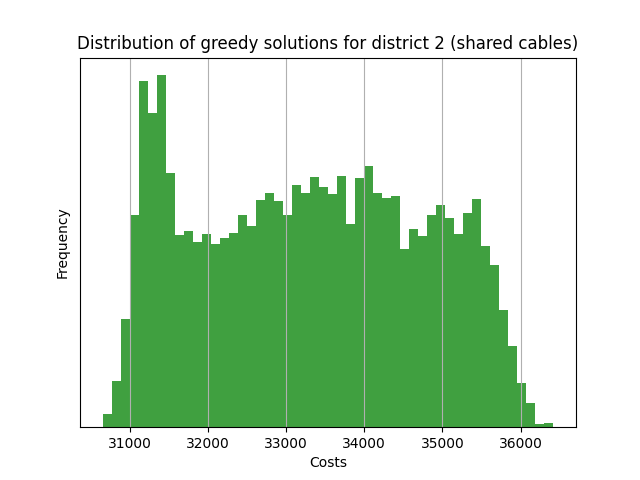 Distribution of greedy solutions for district 2 (shared cables)
Frequency
31000 32000 33000 34000 35000 36000
Costs